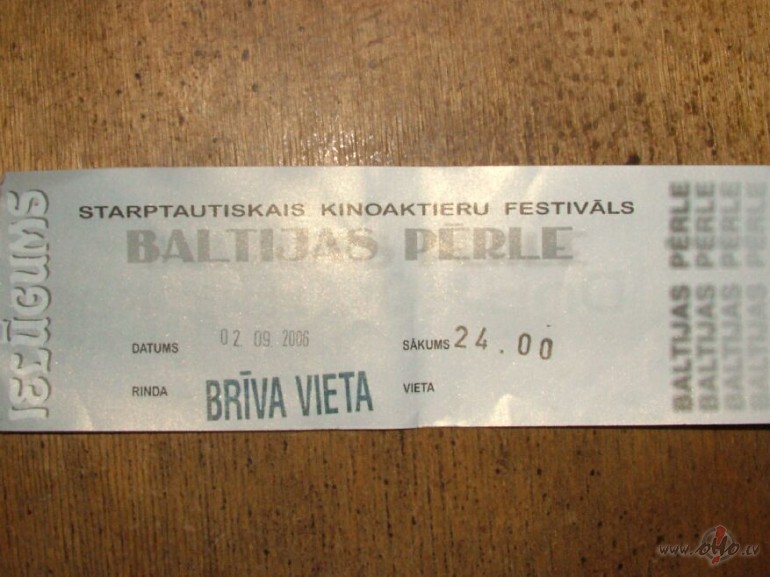 IELŪGUMS
STARPTAUTISKAIS KINOAKTIERU FESTIVĀLS
BALTIJAS PĒRLE
DATUMS 02 09 2006 SĀKUMS 24.00
RINDA BRĪVA VIETA VIETA
BALTIJAS PĒRLE
BALTIJAS PĒRLE
BALTIJAS PĒRLE
BALTIJAS PĒRLE
www.oHo.lv